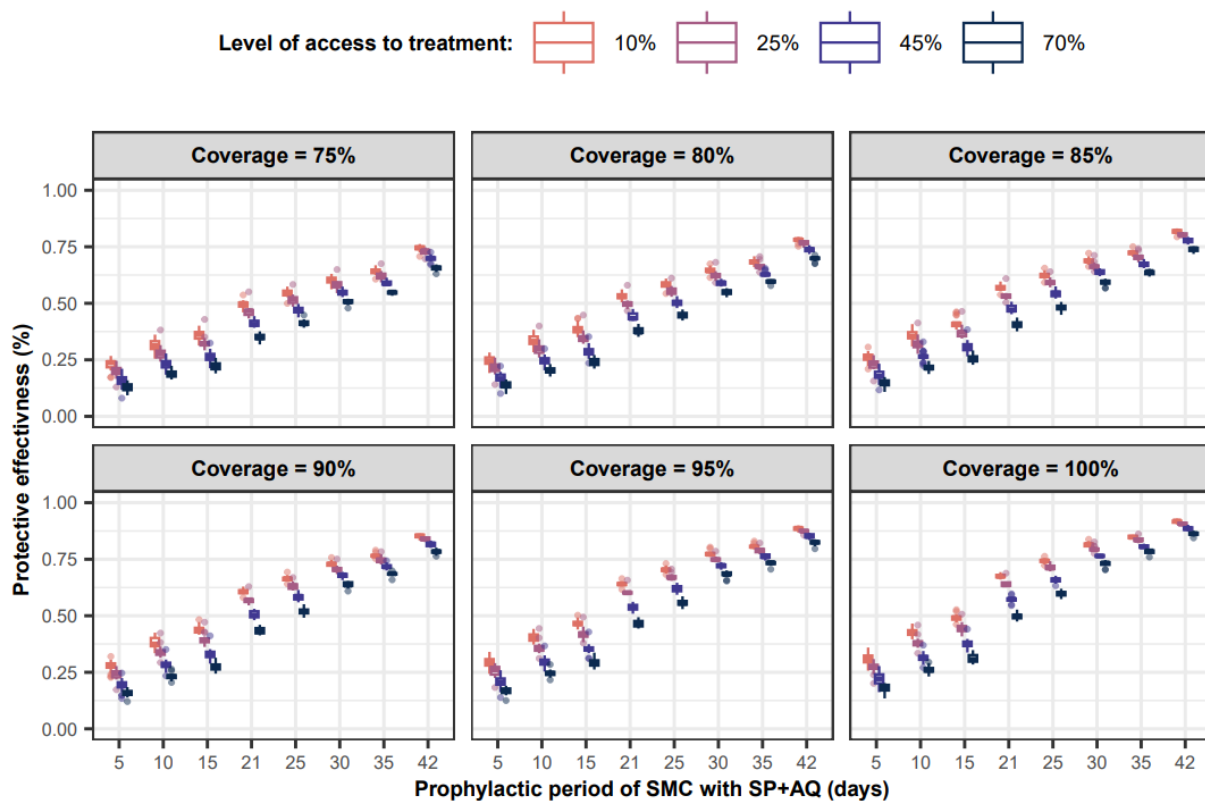 Level of access to treatment: 10% 25% 45% 70%
Coverage = 75% Coverage = 80% Coverage = 85%
1.00
0.75
0.50
0.25
0.00
Coverage = 90% Coverage = 95% Coverage = 100%
1.00
0.75
0.50
0.25
0.00
Protective effectivness (%)
5 10 15 21 25 30 35 42 5 10 15 21 25 30 35 42 5 10 15 21 25 30 35 42
Prophylactic period of SMC with SP+AQ (days)